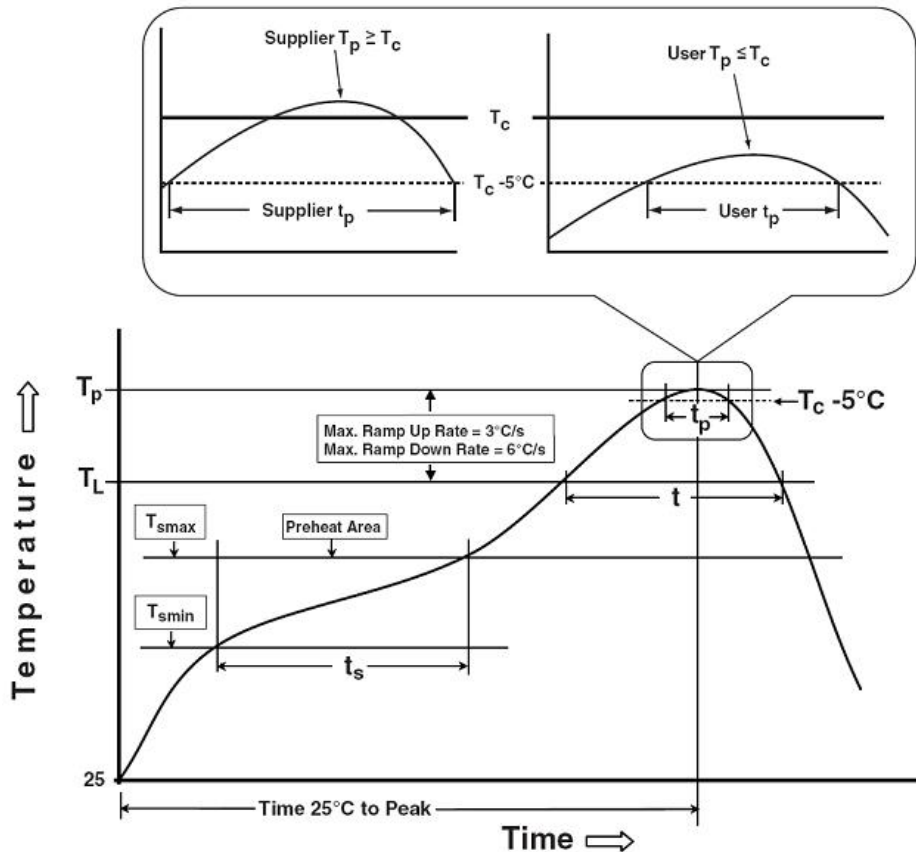 Supplier Tp ≥ Tc
User Tp ≤ Tc
Tc
Tc -5°C
Supplier tp
User tp
Tp
Tc -5°C
tp
Max. Ramp Up Rate = 3°C/s
Max. Ramp Down Rate = 6°C/s
TL
t
Tsmax
Preheat Area
Tsmin
ts
Temperature
25
Time 25°C to Peak
Time